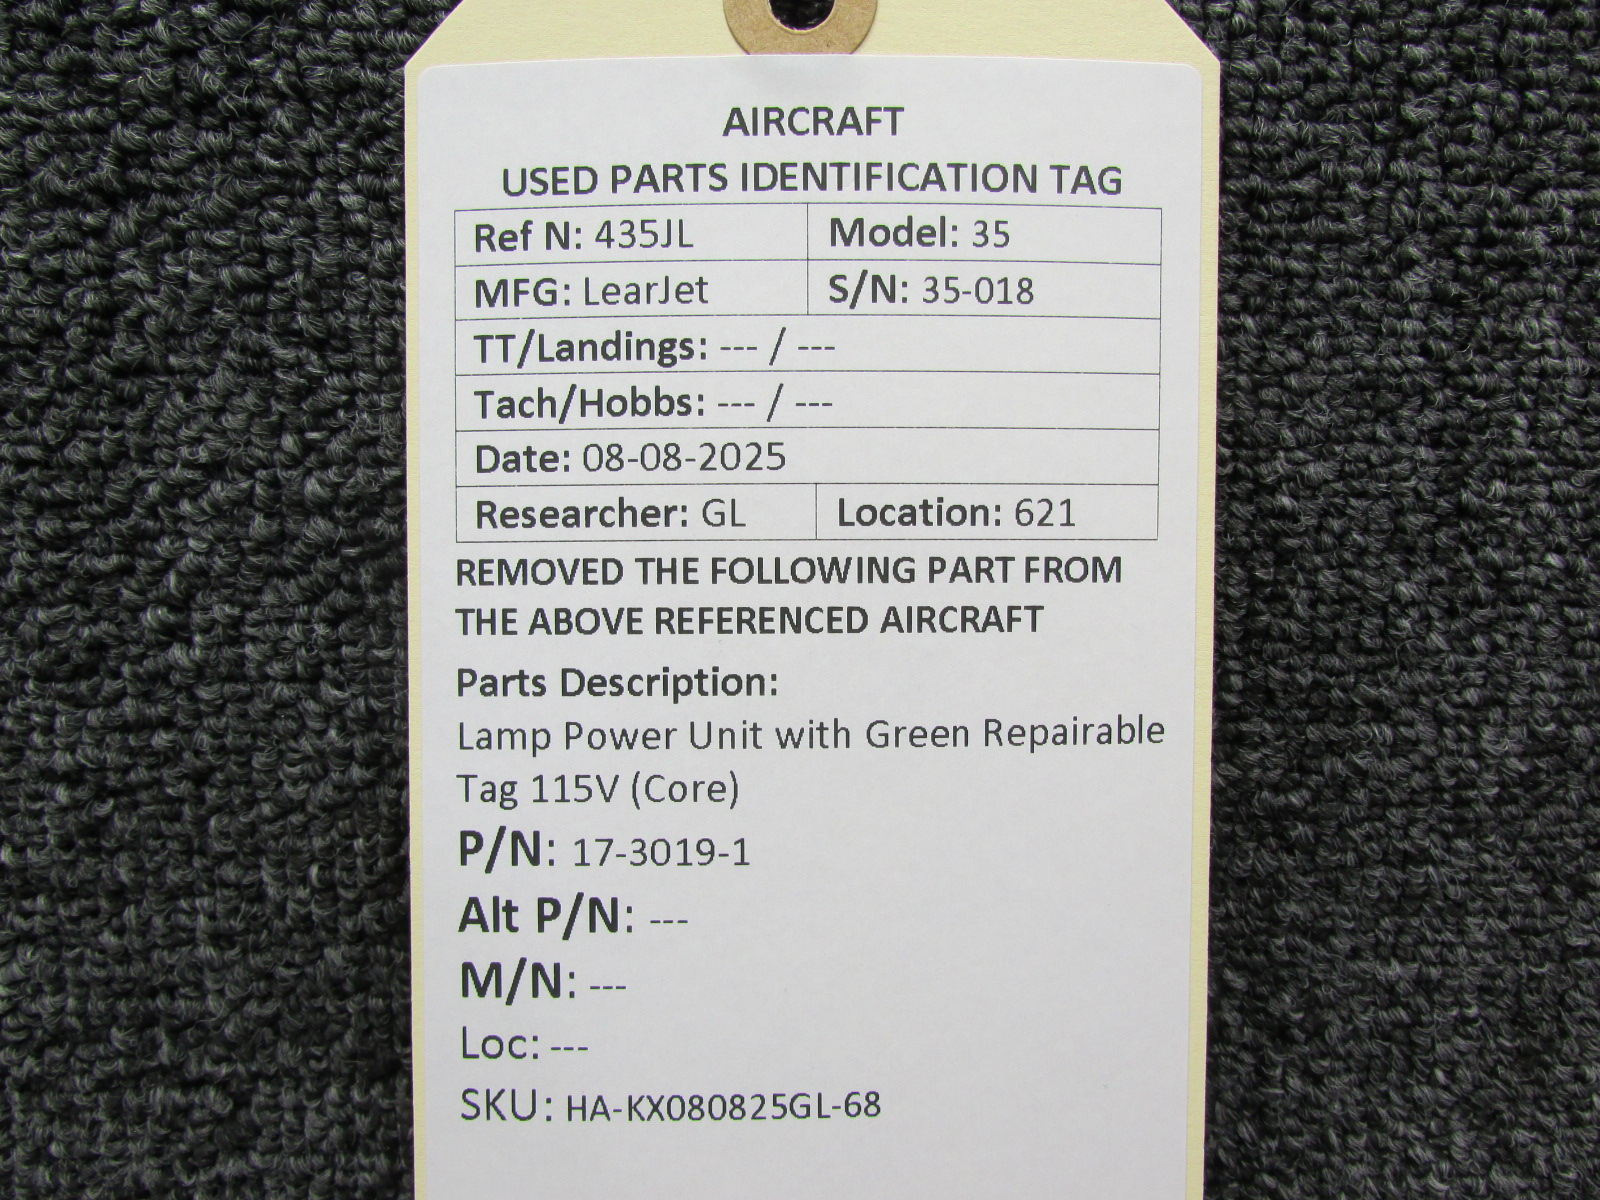 AIRCRAFT
USED PARTS IDENTIFICATION TAG
Ref N: 435JL Model: 35
MFG: LearJet S/N: 35-018
TT/Landings: --- / ---
Tach/Hobbs: --- / ---
Date: 08-08-2025
Researcher: GL Location: 621
REMOVED THE FOLLOWING PART FROM
THE ABOVE REFERENCED AIRCRAFT
Parts Description:
Lamp Power Unit with Green Repairable
Tag 115V (Core)
P/N: 17-3019-1
Alt P/N: ---
M/N: ---
Loc: ---
SKU: HA-KX080825GL-68